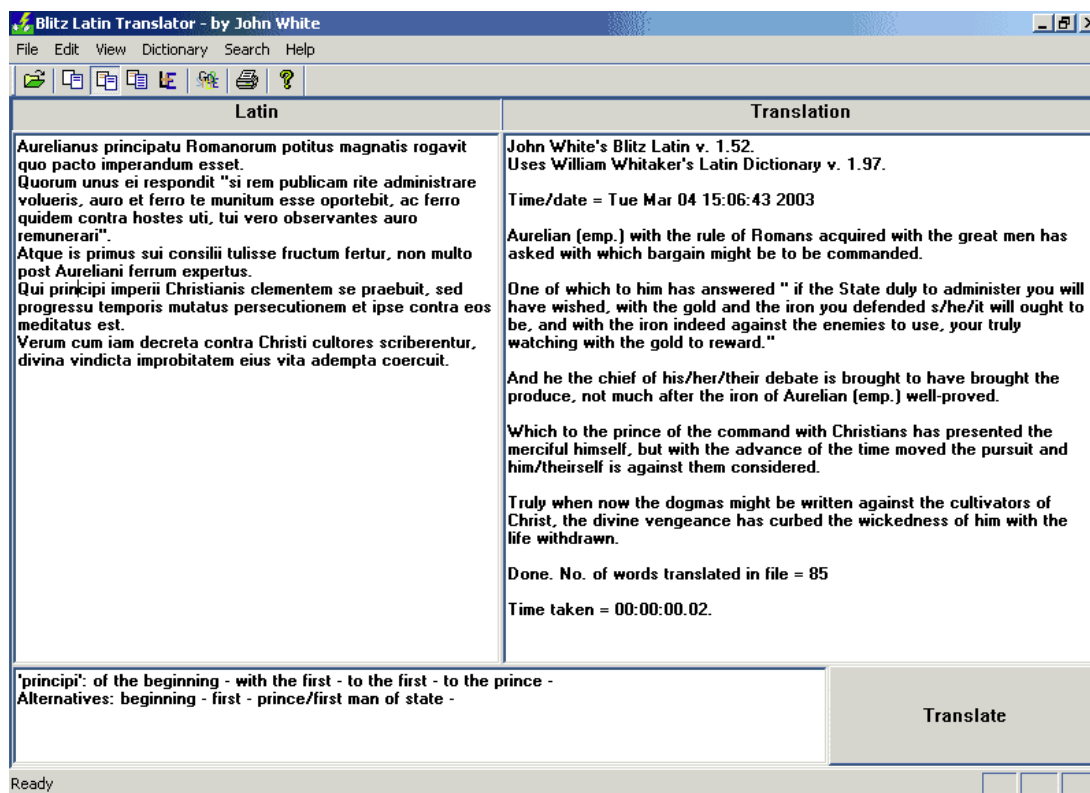 Blitz Latin Translator - by John White
File Edit View Dictionary Search Help
Latin
Aurelianus principatu Romanorum potitus magnatis rogavit
quo pacto imperandum esset.
Quorum unus ei respondit "si rem publicam rite administrare
volueris, auro et ferro te munitum esse oportebit, ac ferro
quidem contra hostes uti, tui vero observantes auro
remunerari".
Atque is primus sui consilii tulisse fructum fertur, non multo
post Aureliani ferrum expertus.
Qui principi imperii Christianis clementem se praebuit, sed
progressu temporis mutatus persecutionem et ipse contra eos
meditatus est.
Verum cum iam decreta contra Christi cultores scriberentur,
divina vindicta improbitatem eius vita adempta coercuit.
Translation
John White's Blitz Latin v. 1.52.
Uses William Whitaker's Latin Dictionary v. 1.97.
Time/date = Tue Mar 04 15:06:43 2003
Aurelian (emp.) with the rule of Romans acquired with the great men has
asked with which bargain might be to be commanded.
One of which to him has answered " if the State duly to administer you will
have wished, with the gold and the iron you defended s/he/it will ought to
be, and with the iron indeed against the enemies to use, your truly
watching with the gold to reward."
And he the chief of his/her/their debate is brought to have brought the
produce, not much after the iron of Aurelian (emp.) well-proved.
Which to the prince of the command with Christians has presented the
merciful himself, but with the advance of the time moved the pursuit and
him/theirself is against them considered.
Truly when now the dogmas might be written against the cultivators of
Christ, the divine vengeance has curbed the wickedness of him with the
life withdrawn.
Done. No. of words translated in file = 85
Time taken = 00:00:00.02.
'principi': of the beginning - with the first - to the first - to the prince -
Alternatives: beginning - first - prince/first man of state -
Translate
Ready